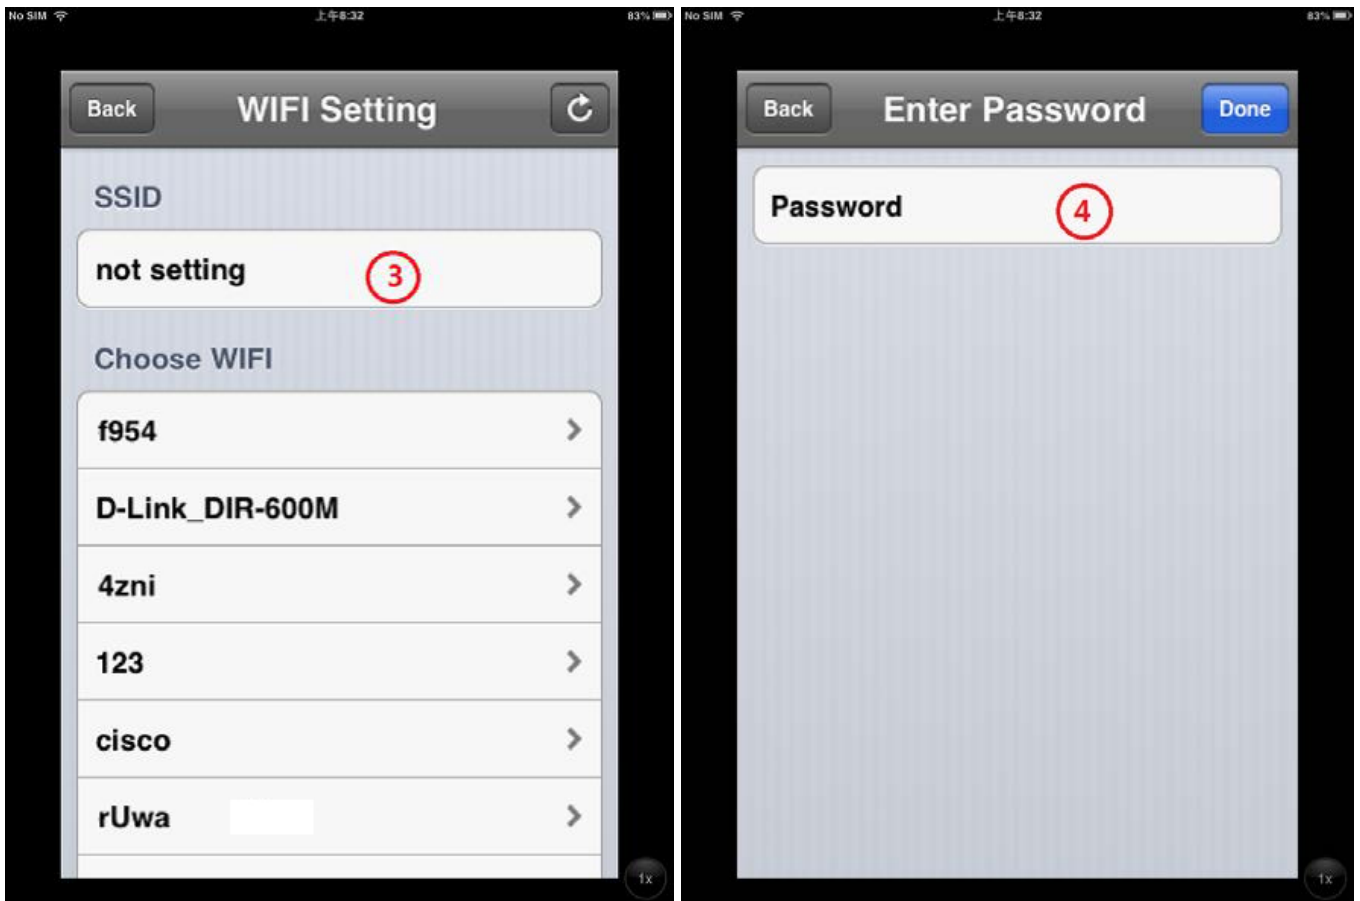 No SIM 上午8:32 83%
Back WIFI Setting
SSID
not setting 3
Choose WIFI
f954
D-Link_DIR-600M
4zni
123
cisco
rUwa
1x
No SIM 上午8:32 83%
Back Enter Password Done
Password 4
1x